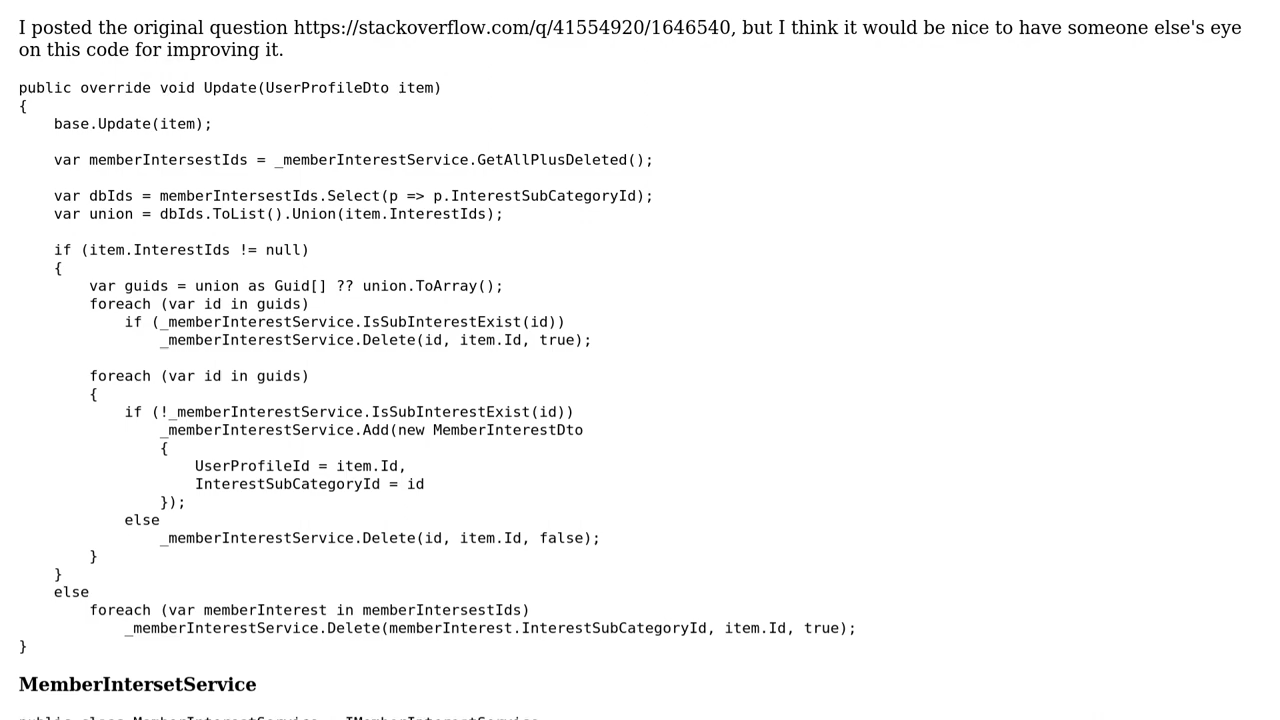 I posted the original question https://stackoverflow.com/q/41554920/1646540, but I think it would be nice to have someone else's eye
on this code for improving it.
public override void Update(UserProfileDto item)
{
    base.Update(item);
    var memberIntersestIds = _memberInterestService.GetAllPlusDeleted();
    var dbIds = memberIntersestIds.Select(p => p.InterestSubCategoryId);
    var union = dbIds.ToList().Union(item.InterestIds);
    if (item.InterestIds != null)
    {
        var guids = union as Guid[] ?? union.ToArray();
        foreach (var id in guids)
            if (_memberInterestService.IsSubInterestExist(id))
                _memberInterestService.Delete(id, item.Id, true);
        foreach (var id in guids)
        {
            if (!_memberInterestService.IsSubInterestExist(id))
                _memberInterestService.Add(new MemberInterestDto
                {
                    UserProfileId = item.Id,
                    InterestSubCategoryId = id
                });
            else
                _memberInterestService.Delete(id, item.Id, false);
        }
    }
    else
        foreach (var memberInterest in memberIntersestIds)
            _memberInterestService.Delete(memberInterest.InterestSubCategoryId, item.Id, true);
}
MemberIntersetService